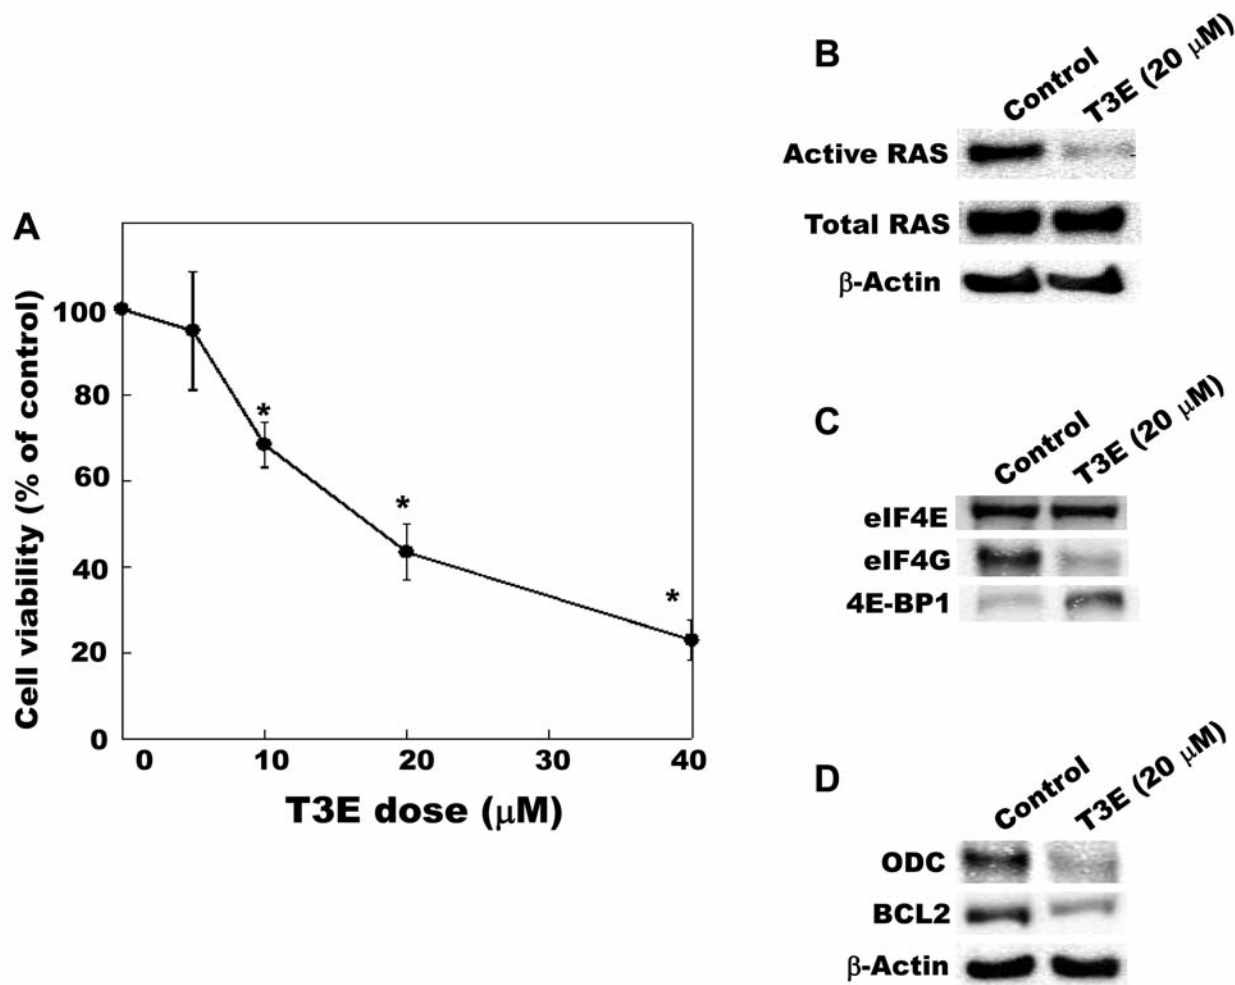 A
Cell viability (% of control)
100
80
60
40
20
0
*
*
*
0 10 20 30 40
T3E dose (μM)
B
Control T3E (20 μM)
Active RAS
Total RAS
β-Actin
C
Control T3E (20 μM)
eIF4E
eIF4G
4E-BP1
D
Control T3E (20 μM)
ODC
BCL2
β-Actin